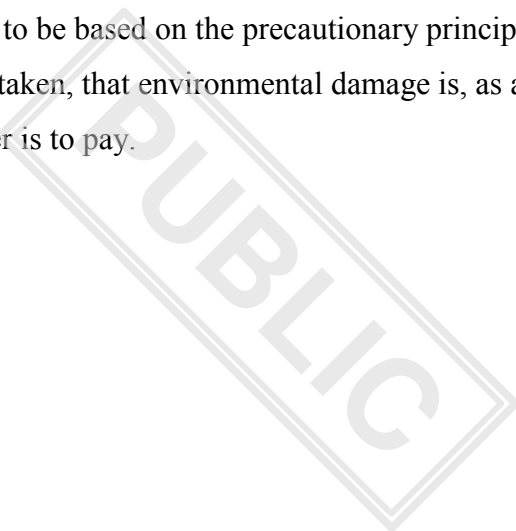 to be based on the precautionary princip
taken, that environmental damage is, as a
r is to pay.
PUBLIC